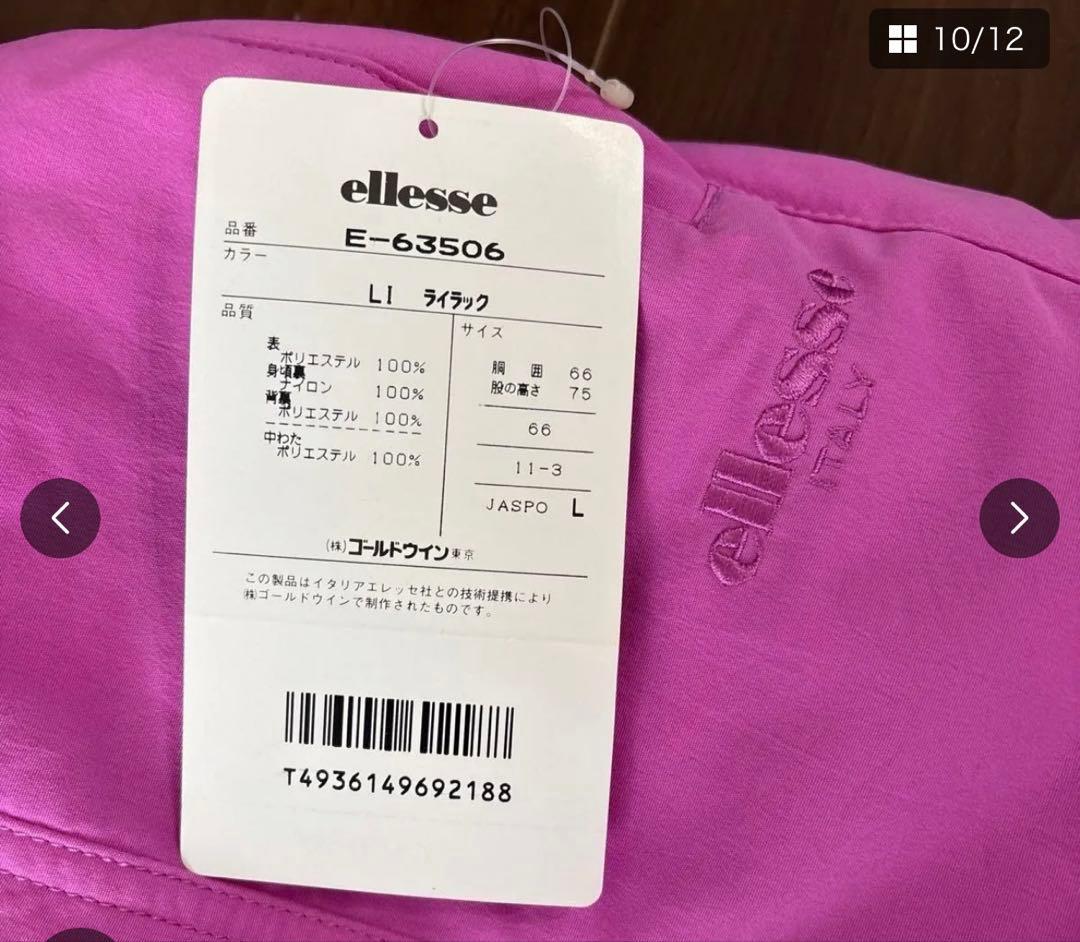 10/12
ellesse
品番 E-63506
カラー
LI ライラック
品質
表
ポリエステル 100%
身頃裏
ナイロン 100%
背裏
ポリエステル 100%
中わた
ポリエステル 100%
サイズ
胴 囲 66
股の高さ 75
66
11-3
JASPO L
(株)ゴールドウイン東京
この製品はイタリアエレッセ社との技術提携により
㈱ゴールドウインで制作されたものです。
T4936149692188
ellesse
ITALY